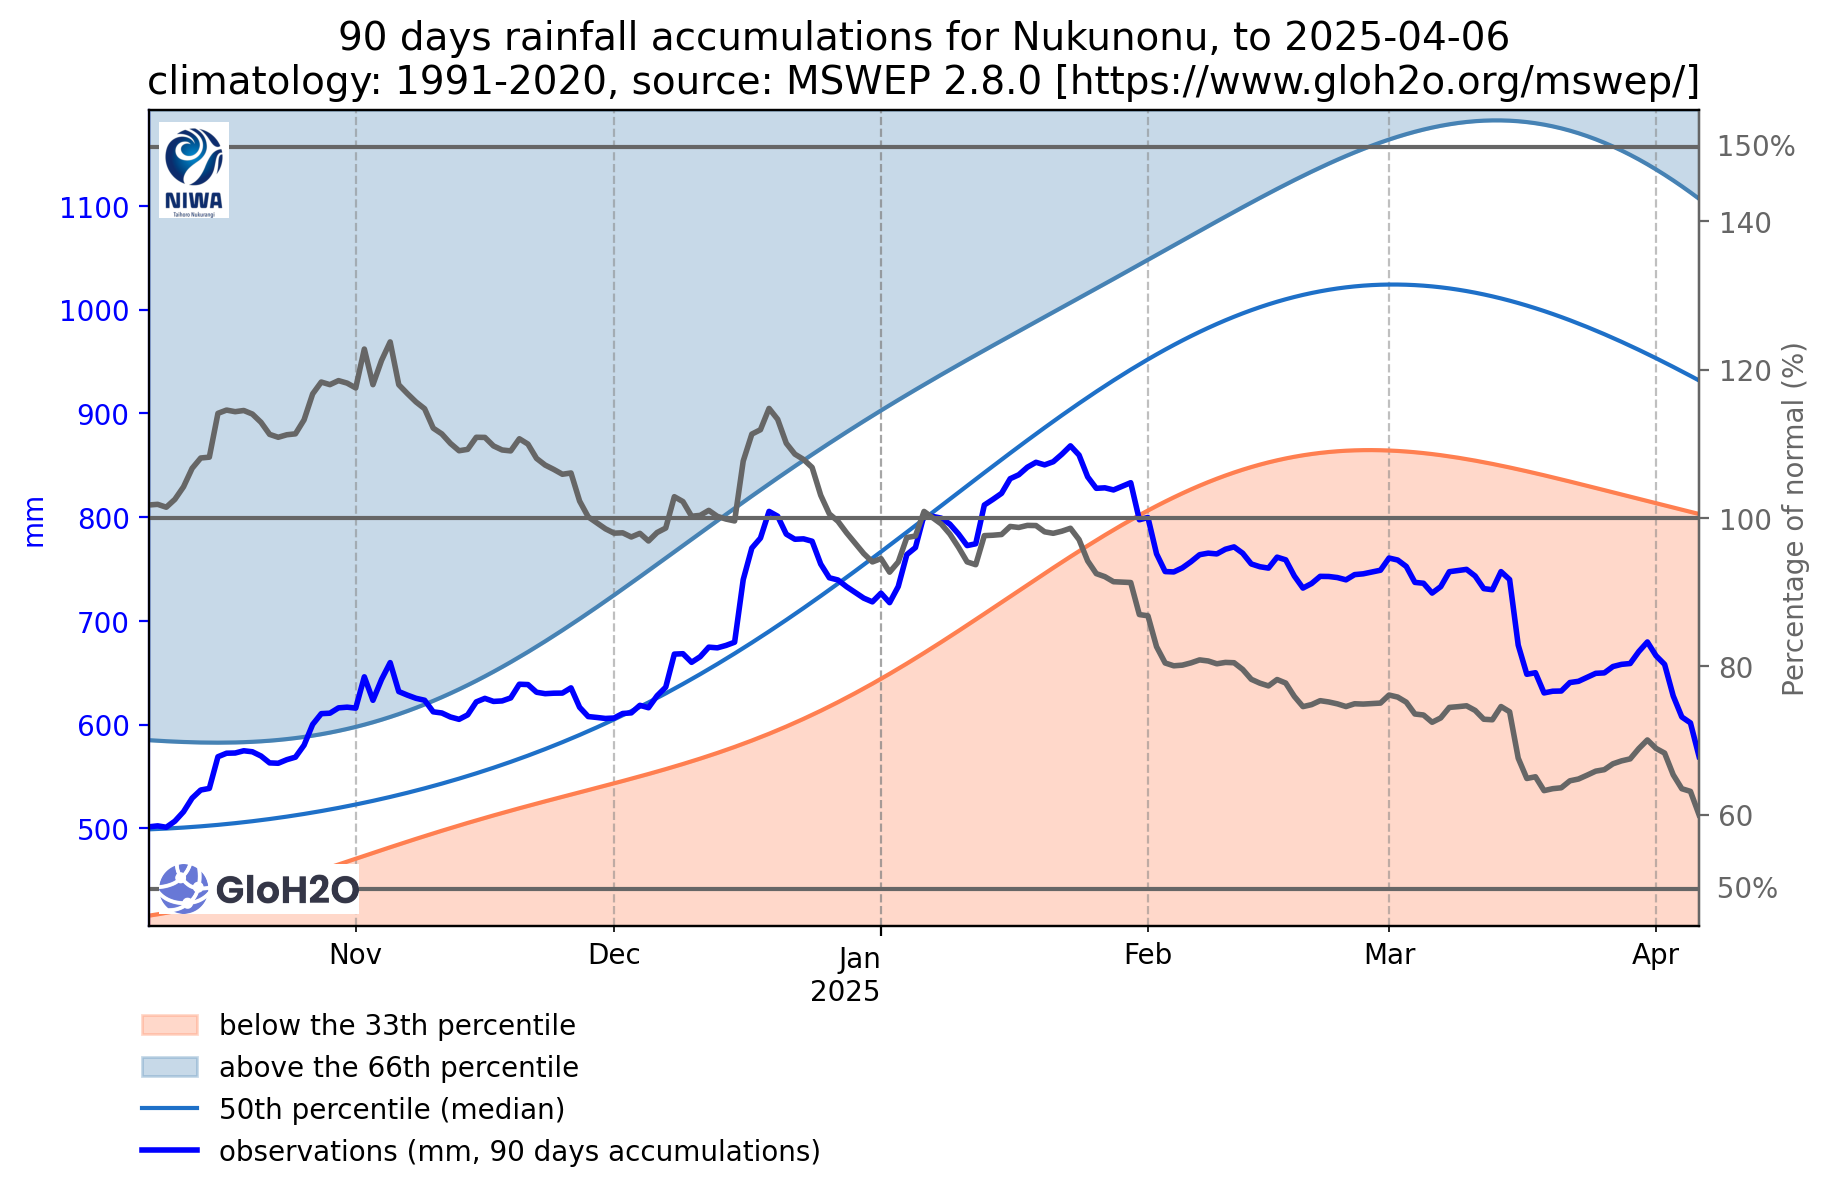 90 days rainfall accumulations for Nukunonu, to 2025-04-06
climatology: 1991-2020, source: MSWEP 2.8.0 [https://www.gloh2o.org/mswep/]
NIWA
Taihoro Nukurangi
1100
1000
900
800
700
600
500
mm
150%
140
120
100
80
60
50%
Percentage of normal (%)
GloH2O
Nov
Dec
Jan
2025
Feb
Mar
Apr
below the 33th percentile
above the 66th percentile
50th percentile (median)
observations (mm, 90 days accumulations)